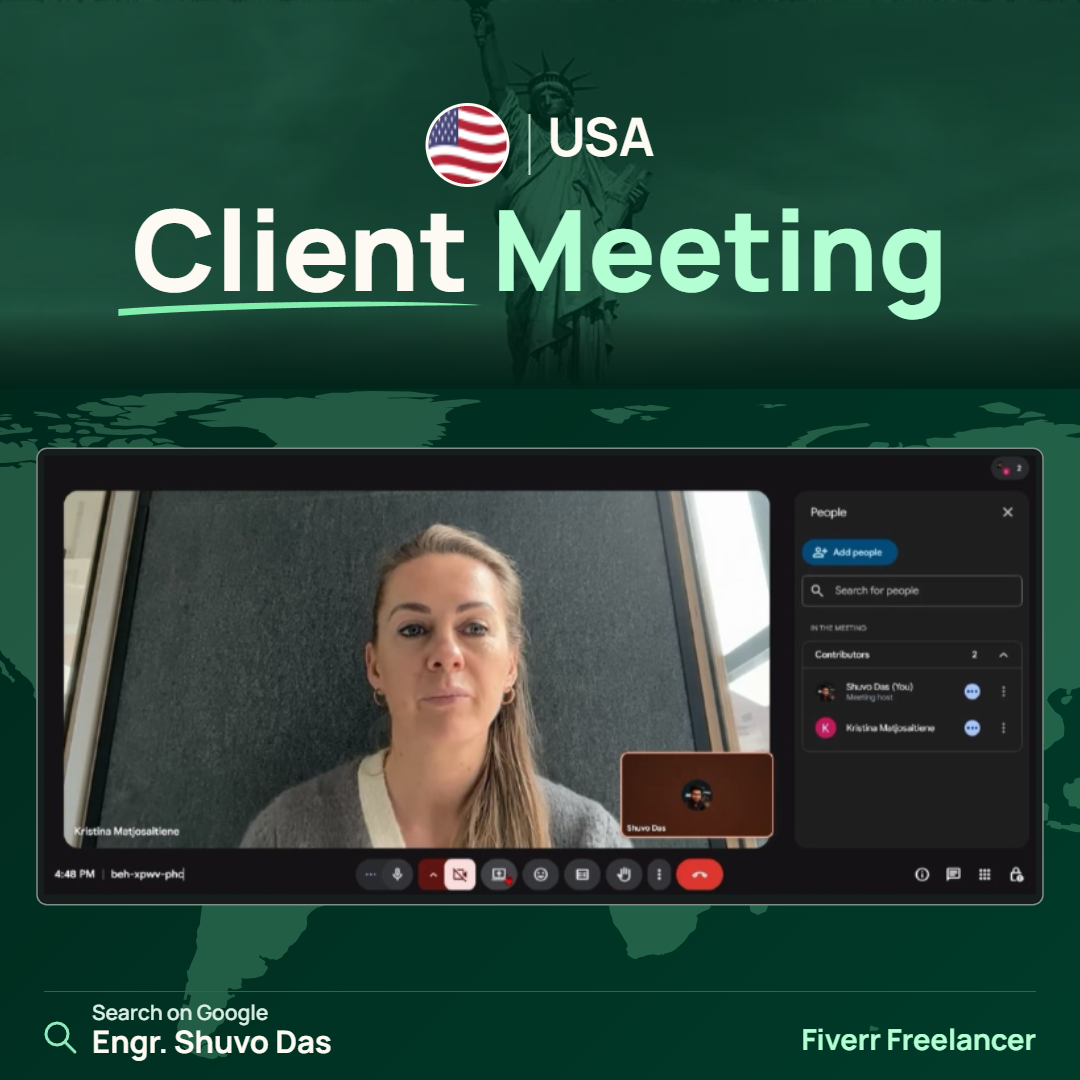 USA
Client Meeting
2
People
Add people
Search for people
IN THE MEETING
Contributors 2
Shuvo Das (You)
Meeting host
K Kristina Matjosaitiene
Kristina Matjosaitiene
Shuvo Das
4:48 PM | beh-xpwv-phc
Search on Google
Engr. Shuvo Das
Fiverr Freelancer